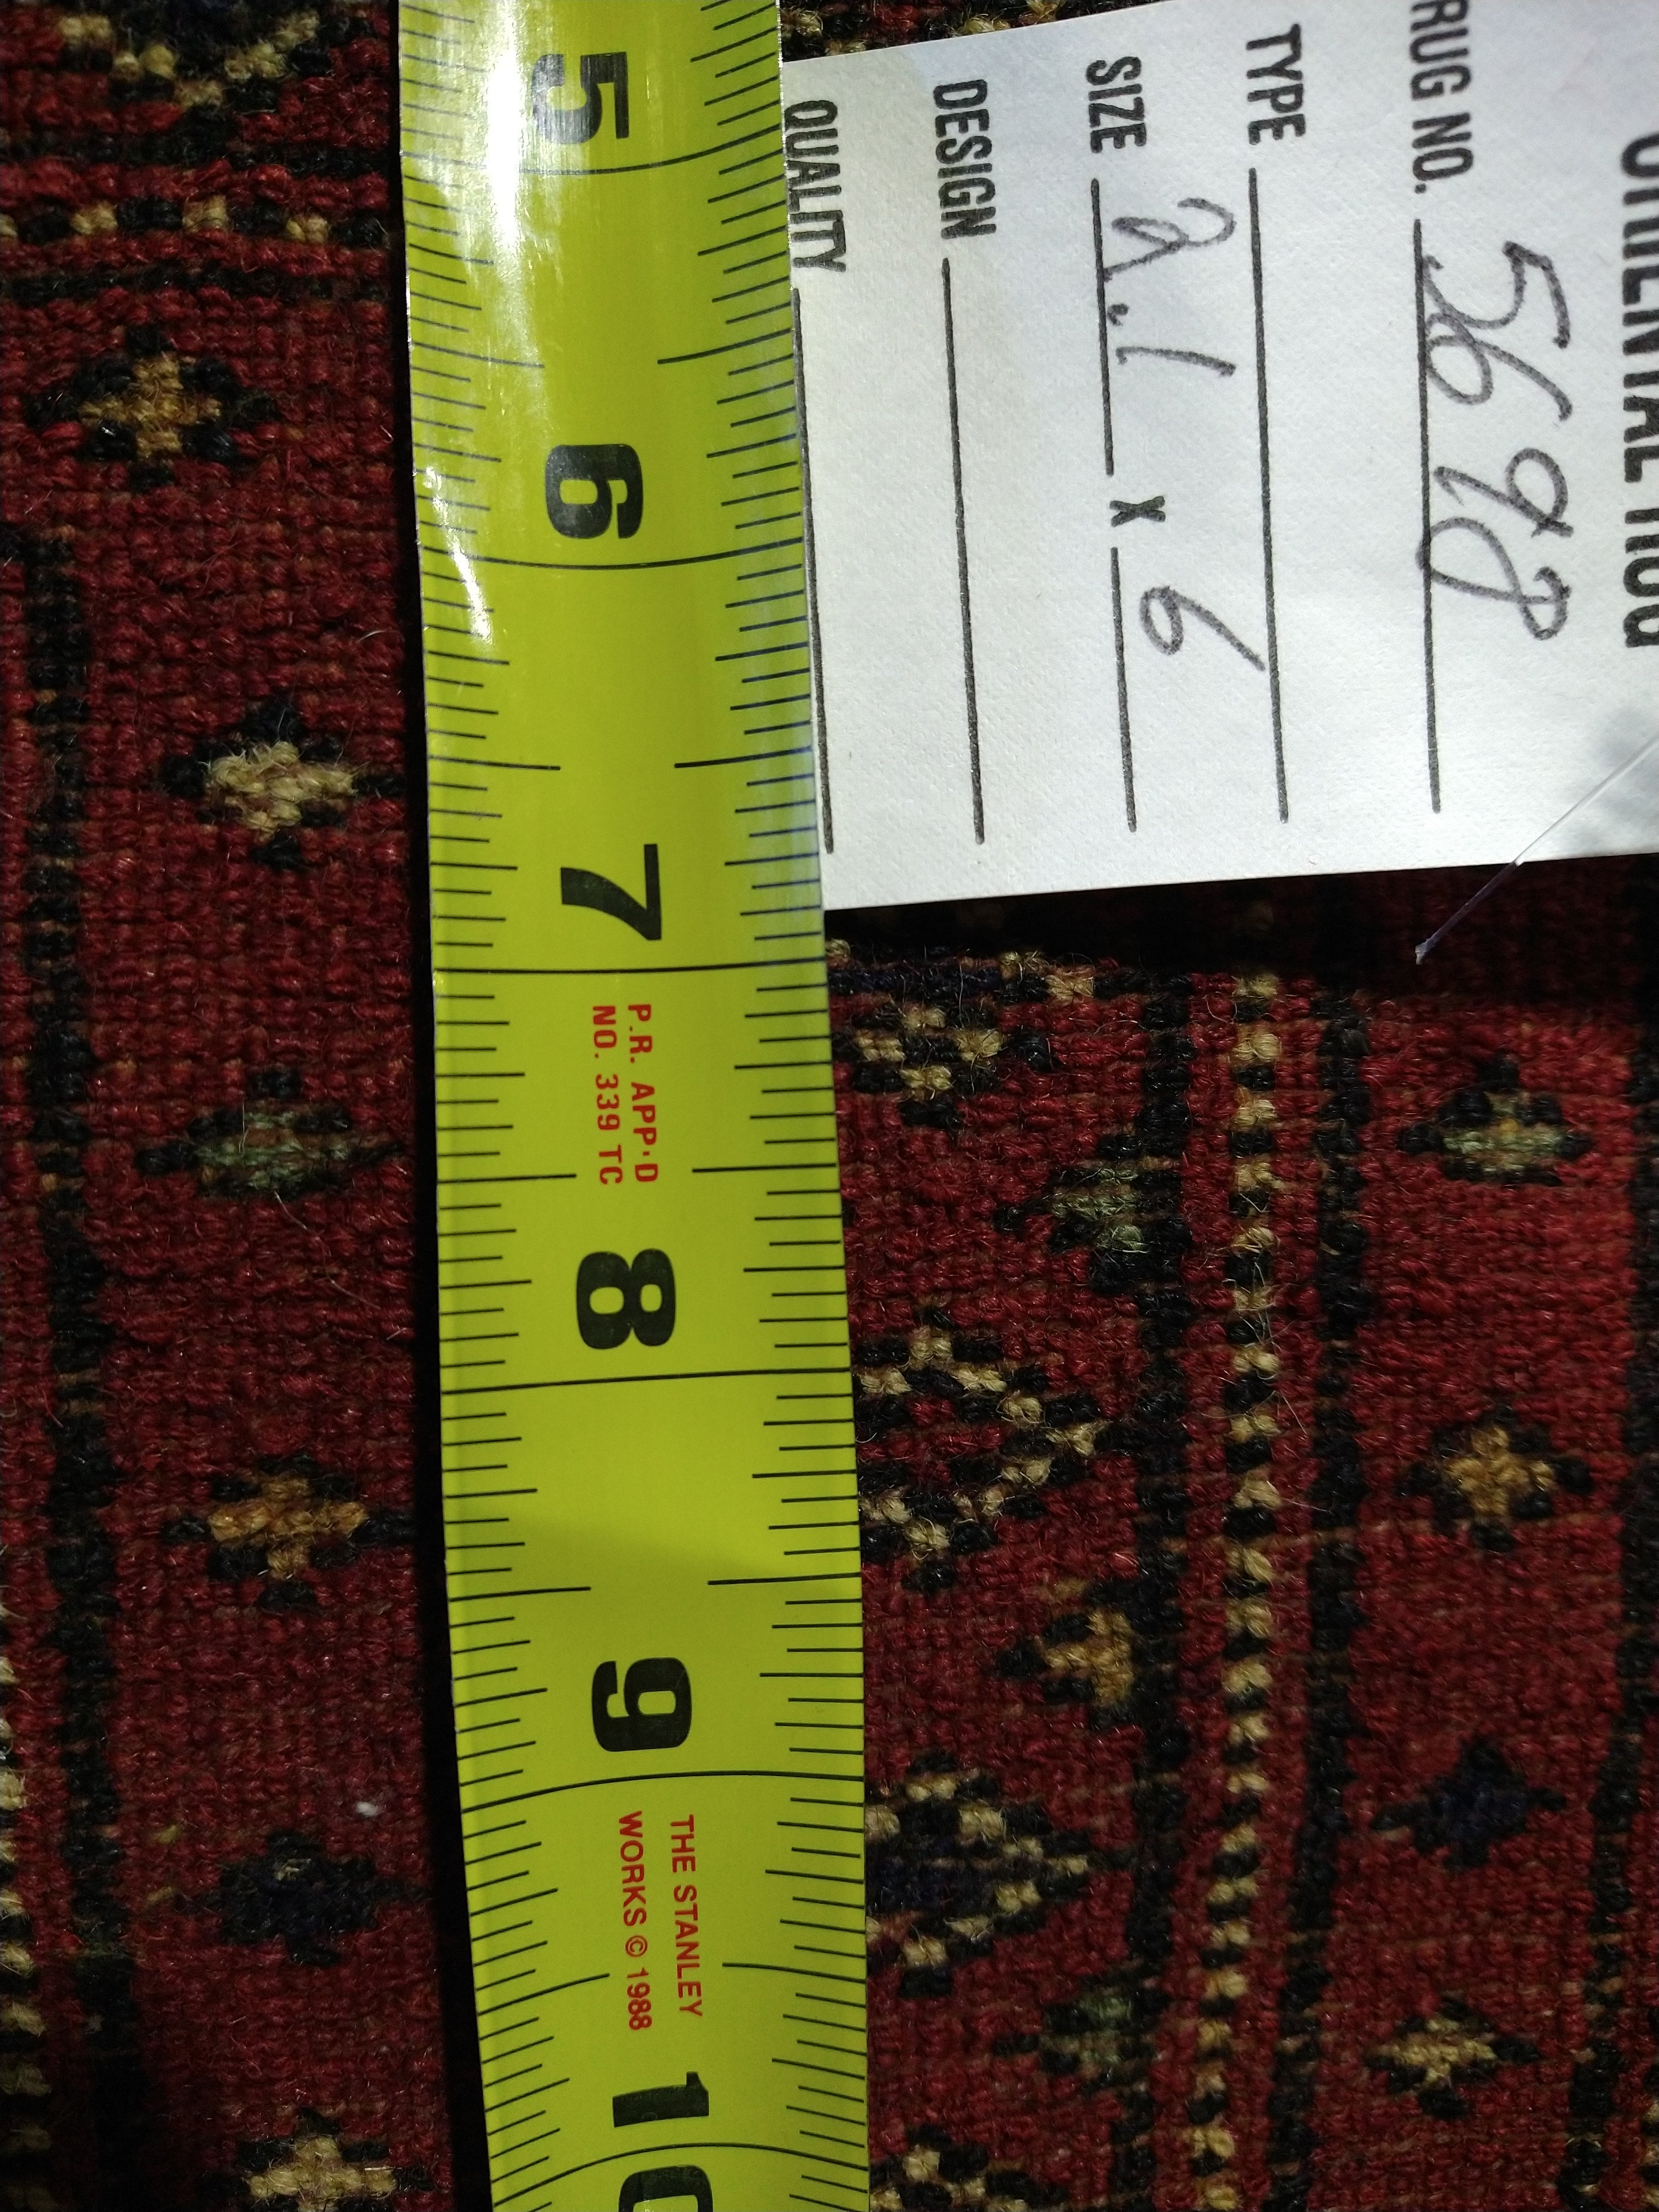 ORIENTAL RUG
RUG NO. 5698
TYPE
SIZE 2.1 X 6
DESIGN
QUALITY
5
6
7
P.R. APP'D
NO. 339 TC
8
9
THE STANLEY
WORKS © 1988
10